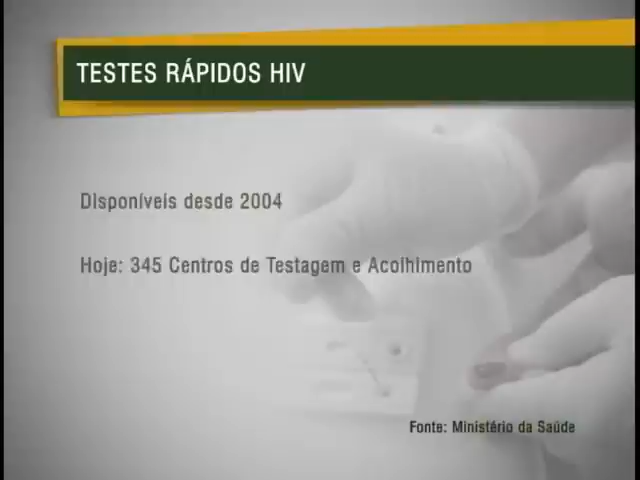 TESTES RÁPIDOS HIV
Disponíveis desde 2004
Hoje: 345 Centros de Testagem e Acolhimento
Fonte: Ministério da Saúde